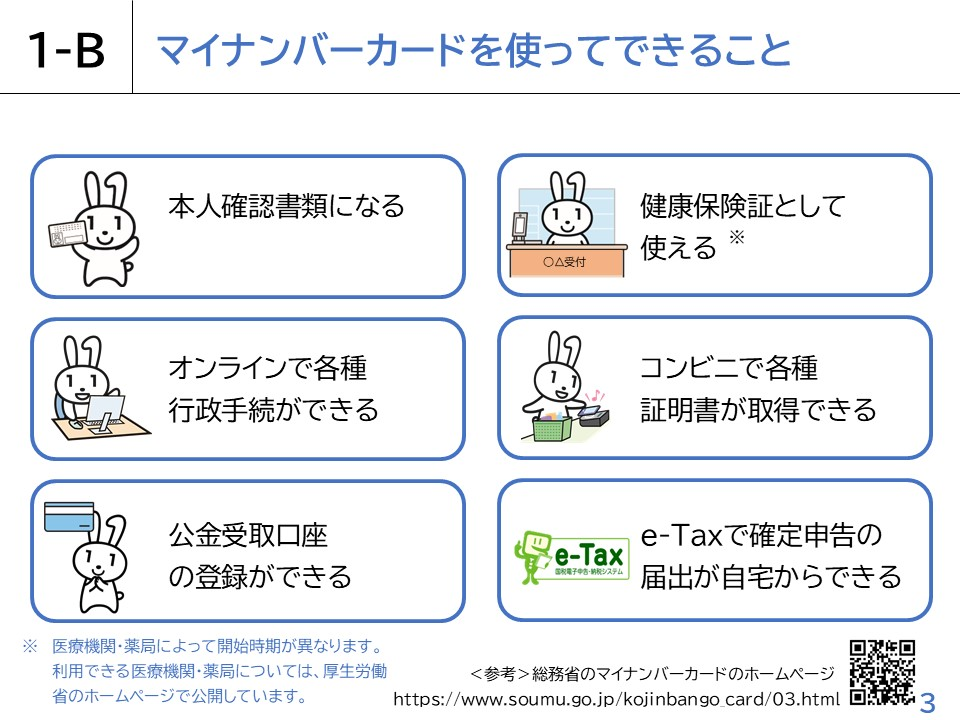 1-B
マイナンバーカードを使ってできること
本人確認書類になる
健康保険証として
使える ※
○△受付
オンラインで各種
行政手続ができる
コンビニで各種
証明書が取得できる
公金受取口座
の登録ができる
e-Tax
国税電子申告・納税システム
e-Taxで確定申告の
届出が自宅からできる
※ 医療機関・薬局によって開始時期が異なります。
利用できる医療機関・薬局については、厚生労働
省のホームページで公開しています。
＜参考＞総務省のマイナンバーカードのホームページ
https://www.soumu.go.jp/kojinbango_card/03.html
3